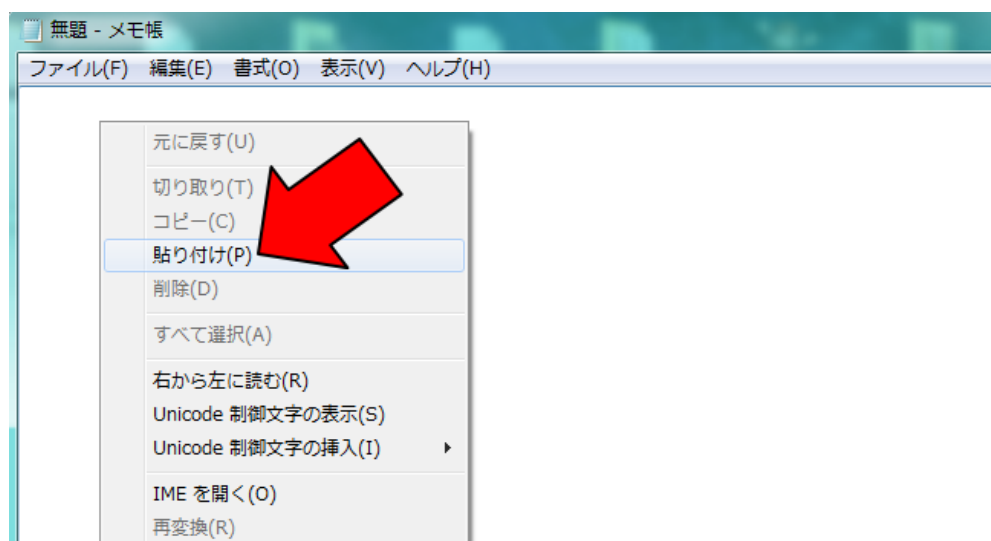 無題 - メモ帳
ファイル(F) 編集(E) 書式(O) 表示(V) ヘルプ(H)
元に戻す(U)
切り取り(T)
コピー(C)
貼り付け(P)
削除(D)
すべて選択(A)
右から左に読む(R)
Unicode 制御文字の表示(S)
Unicode 制御文字の挿入(I)
IME を開く(O)
再変換(R)